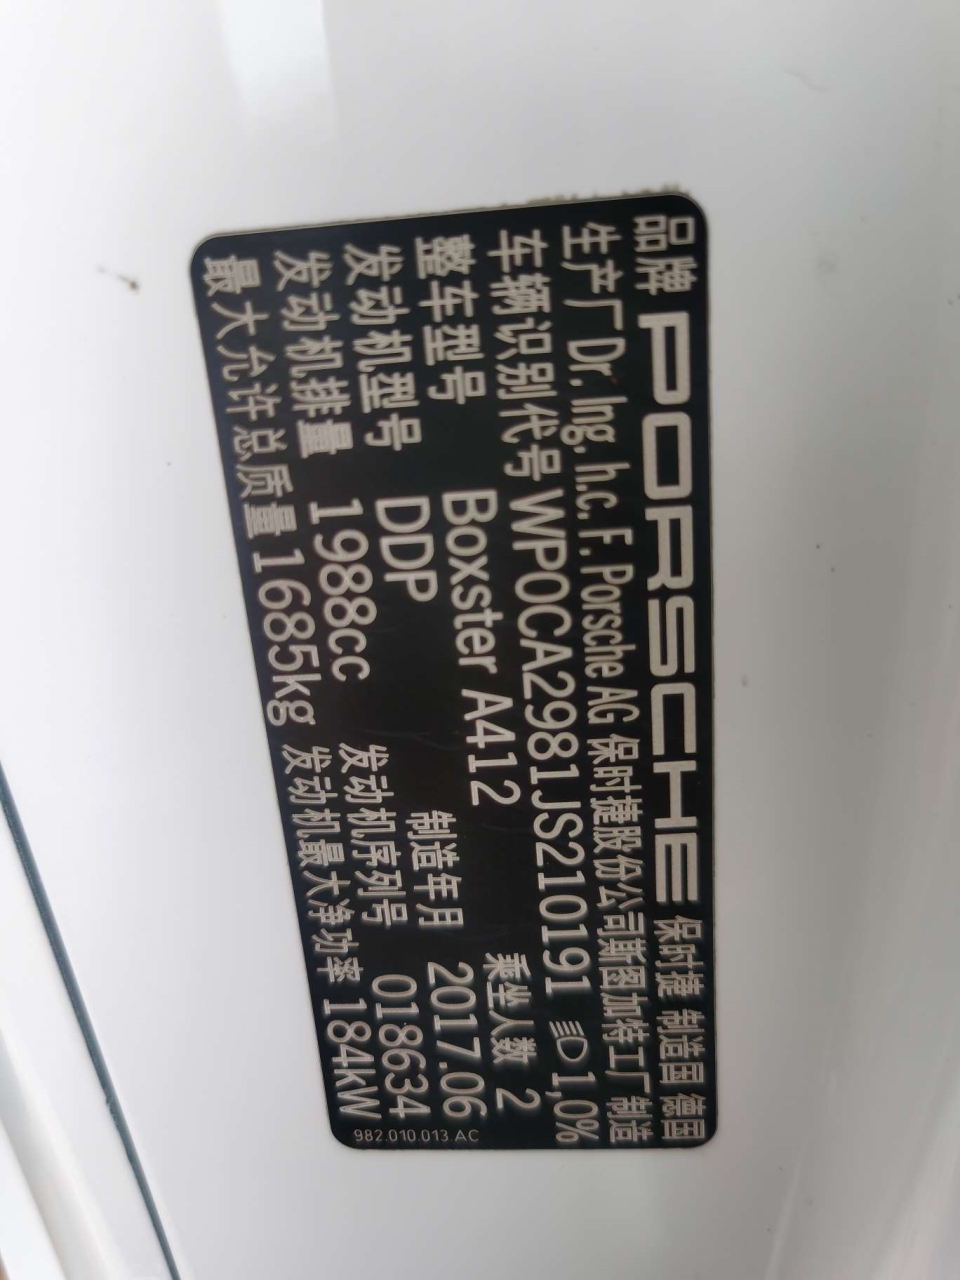 品牌 PORSCHE 保时捷 制造国 德国
生产厂 Dr. Ing. h.c. F. Porsche AG 保时捷股份公司斯图加特工厂制造
车辆识别代号 WP0CA2981JS210191 1,0%
整车型号 Boxster A412 乘坐人数 2
发动机型号 DDP 制造年月 2017.06
发动机排量 1988cc 发动机序列号 018634
最大允许总质量 1685kg 发动机最大净功率 184kW
982.010.013.AC